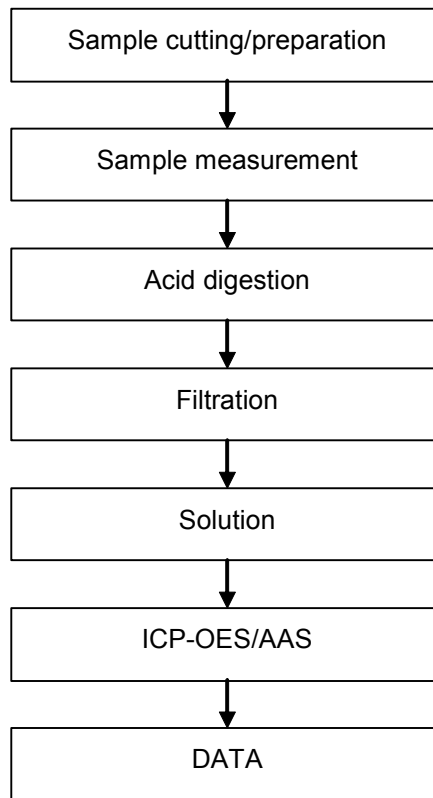 Sample cutting/preparation
Sample measurement
Acid digestion
Filtration
Solution
ICP-OES/AAS
DATA